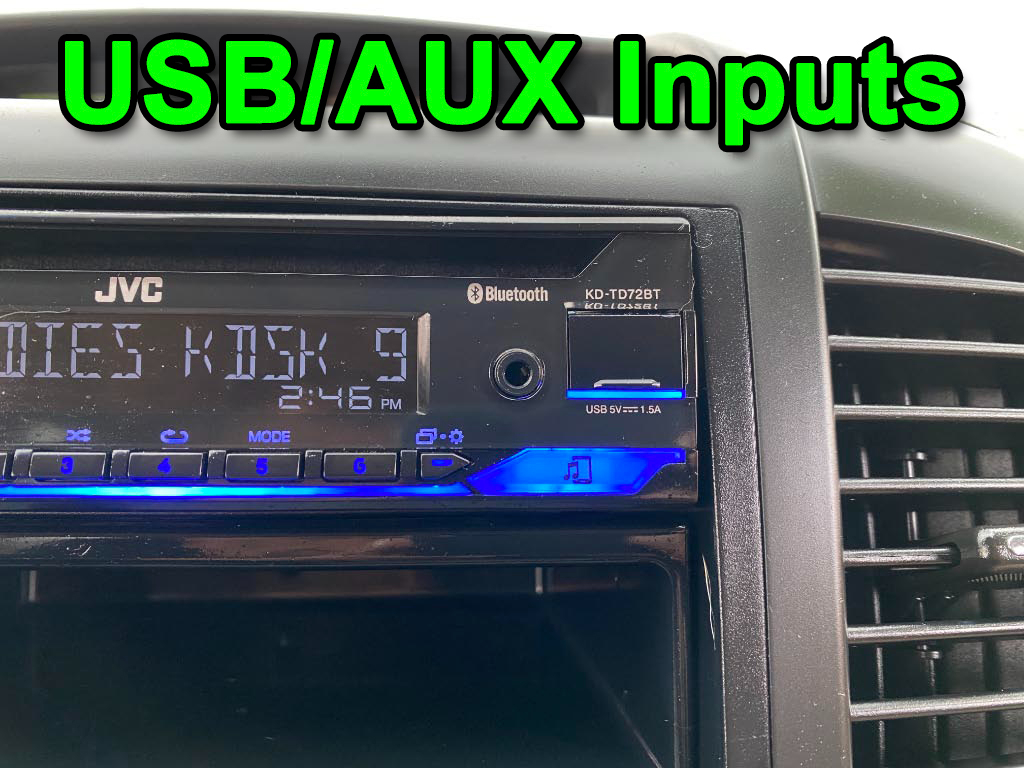 USB/AUX Inputs
JVC
Bluetooth
KD-TD72BT
DIES KDSK 9
2:46 PM
USB 5V⎓1.5A
MODE
3 4 5 6